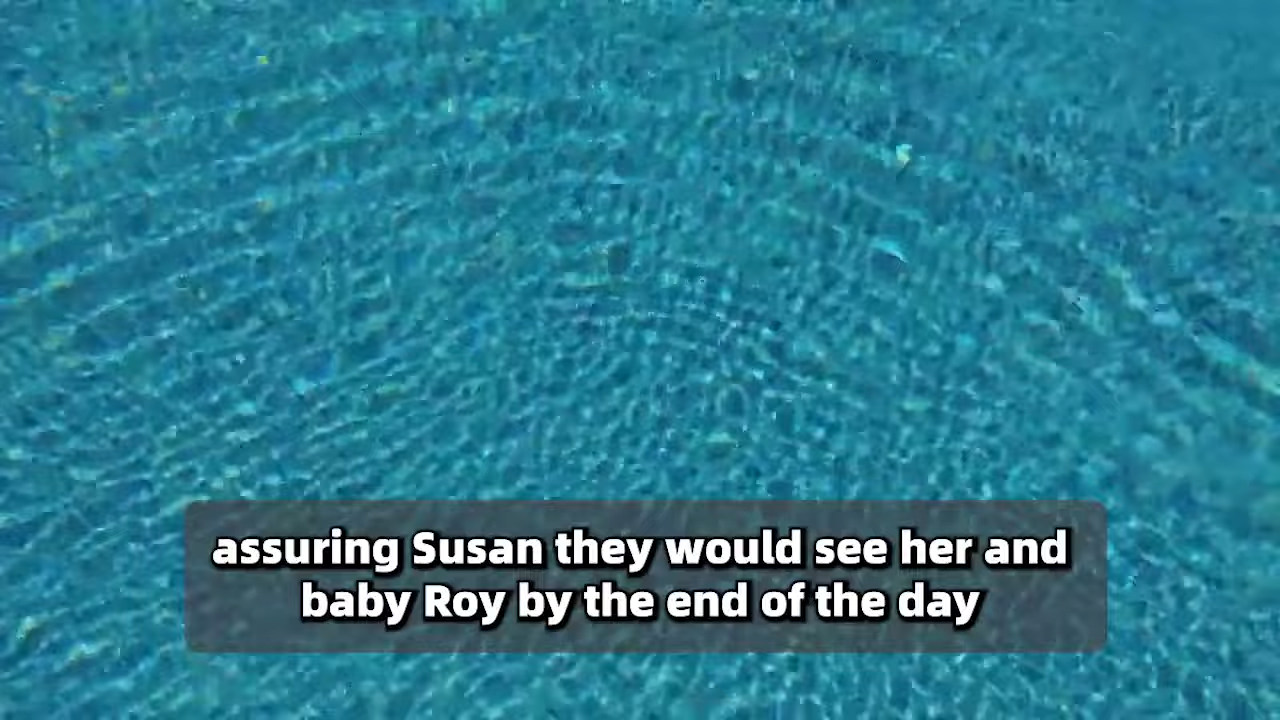 assuring Susan they would see her and
baby Roy by the end of the day